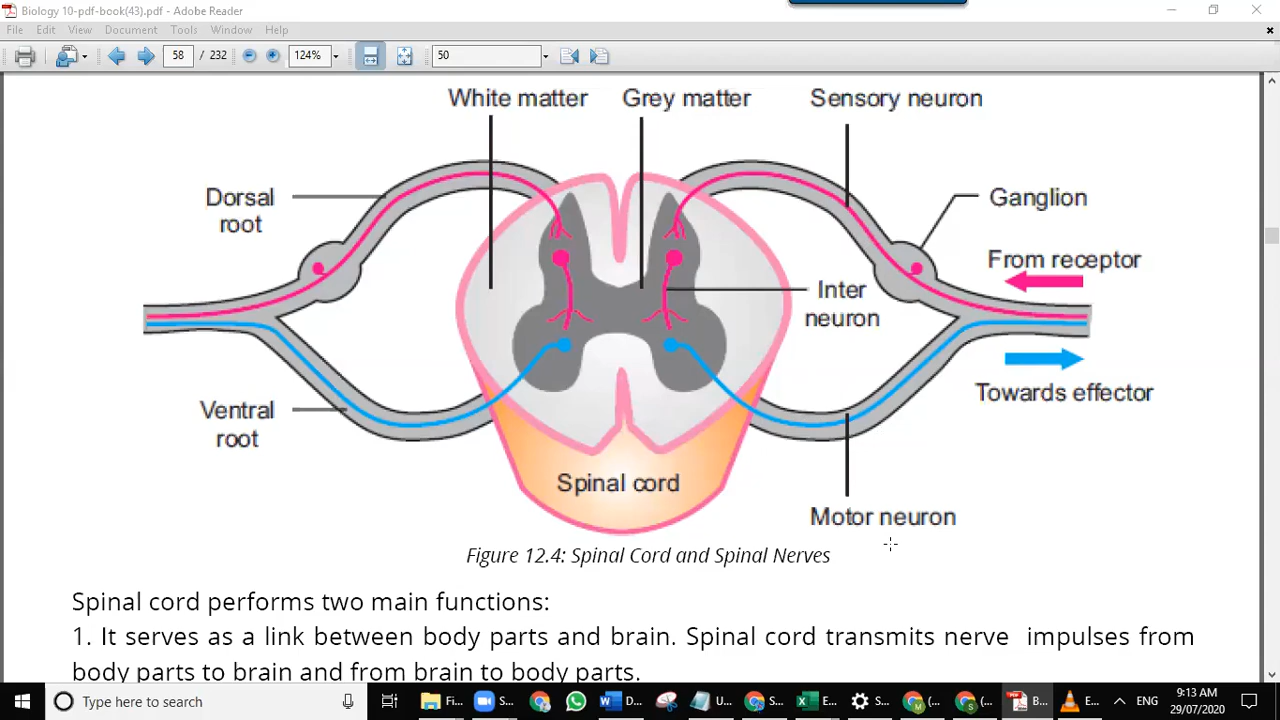 Biology 10-pdf-book(43).pdf - Adobe Reader
File Edit View Document Tools Window Help
58 / 232 124% 50
White matter Grey matter Sensory neuron
Dorsal
root
Ganglion
From receptor
Inter
neuron
Towards effector
Ventral
root
Spinal cord
Motor neuron
Figure 12.4: Spinal Cord and Spinal Nerves
Spinal cord performs two main functions:
1. It serves as a link between body parts and brain. Spinal cord transmits nerve impulses from
body parts to brain and from brain to body parts.
Type here to search Fi... S... D... U... S... E... S... (... (... B... E... ENG 9:13 AM
29/07/2020